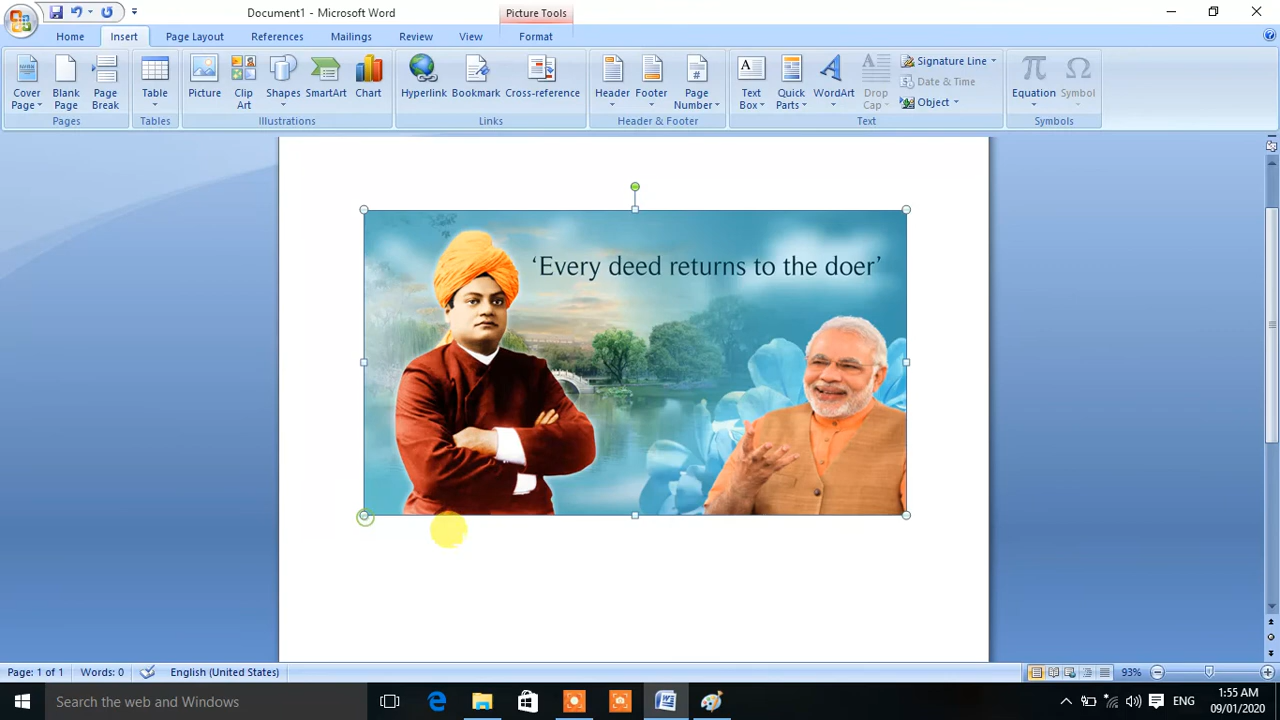 Document1 - Microsoft Word
Picture Tools
Home
Insert
Page Layout
References
Mailings
Review
View
Format
Cover Page
Blank Page
Page Break
Table
Picture
Clip Art
Shapes
SmartArt
Chart
Hyperlink
Bookmark
Cross-reference
Header
Footer
Page Number
Text Box
Quick Parts
WordArt
Drop Cap
Signature Line
Date & Time
Object
Equation
Symbol
Pages
Tables
Illustrations
Links
Header & Footer
Text
Symbols
‘Every deed returns to the doer’
Page: 1 of 1
Words: 0
English (United States)
93%
Search the web and Windows
ENG
1:55 AM
09/01/2020